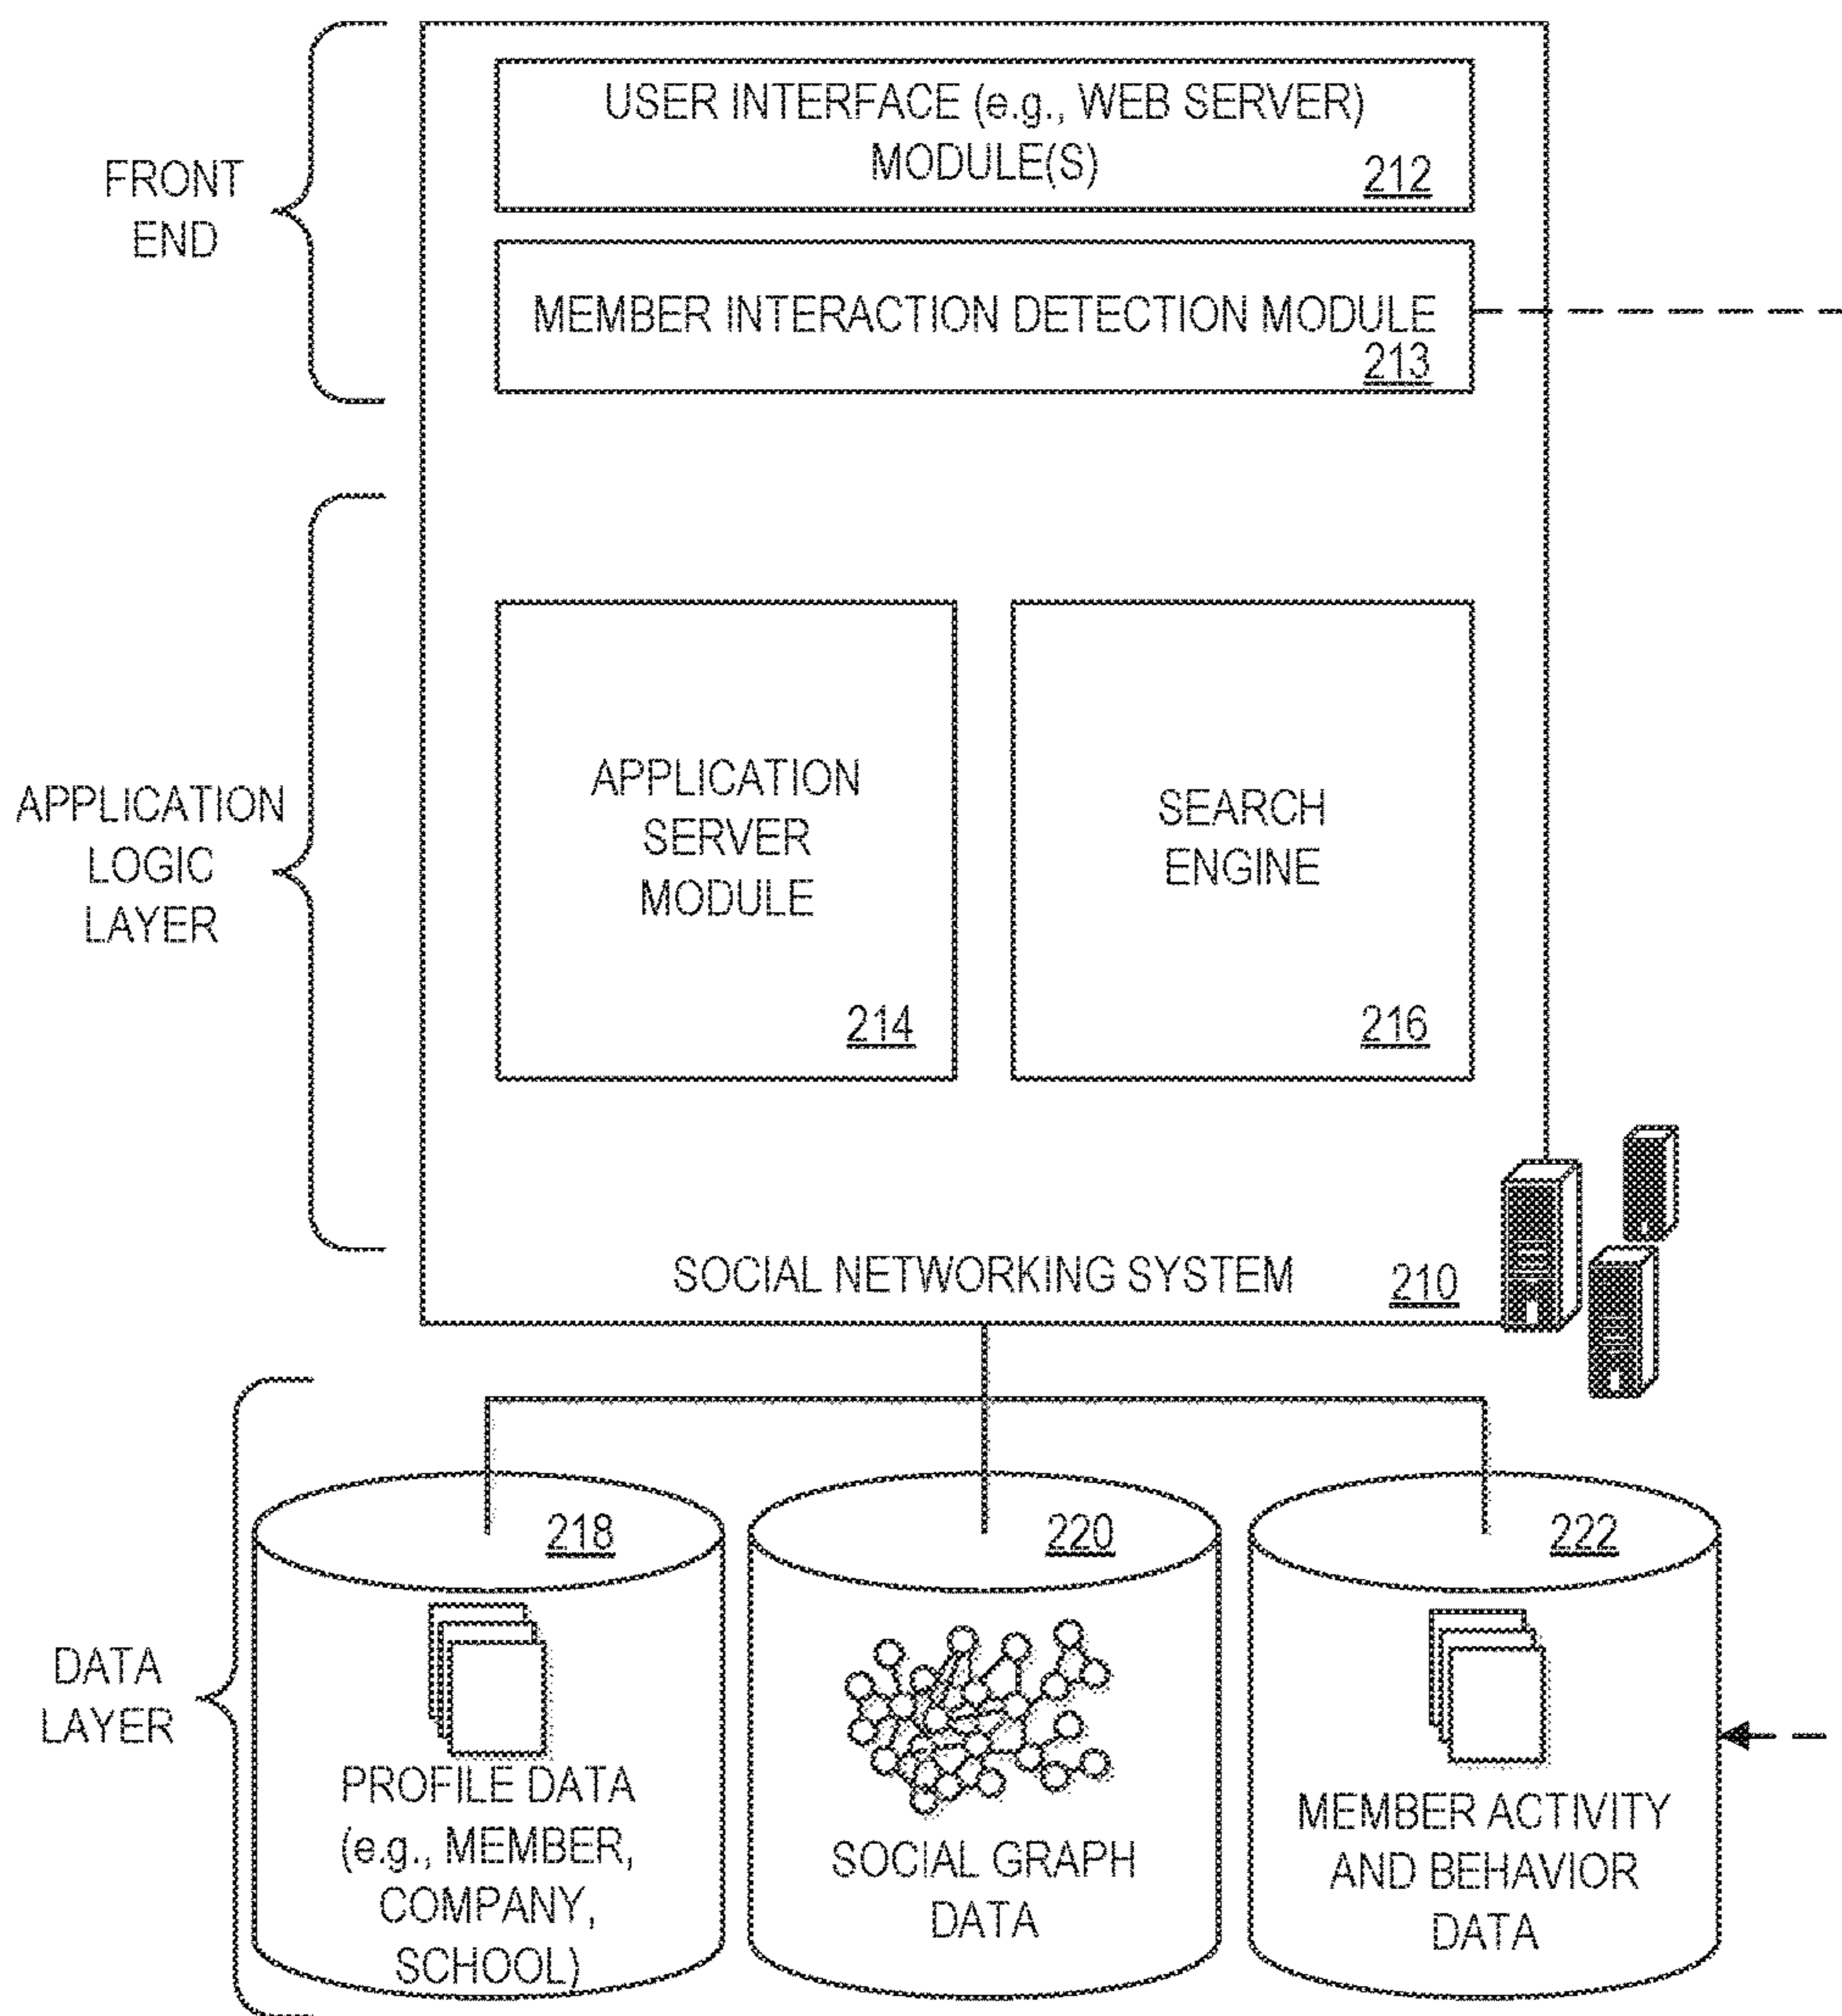 USER INTERFACE (e.g., WEB SERVER)
MODULE(S)
212
FRONT
END
MEMBER INTERACTION DETECTION MODULE
213
APPLICATION
LOGIC
LAYER
APPLICATION
SERVER
MODULE
214
SEARCH
ENGINE
216
SOCIAL NETWORKING SYSTEM
210
DATA
LAYER
218
PROFILE DATA
(e.g., MEMBER,
COMPANY,
SCHOOL)
220
SOCIAL GRAPH
DATA
222
MEMBER ACTIVITY
AND BEHAVIOR
DATA